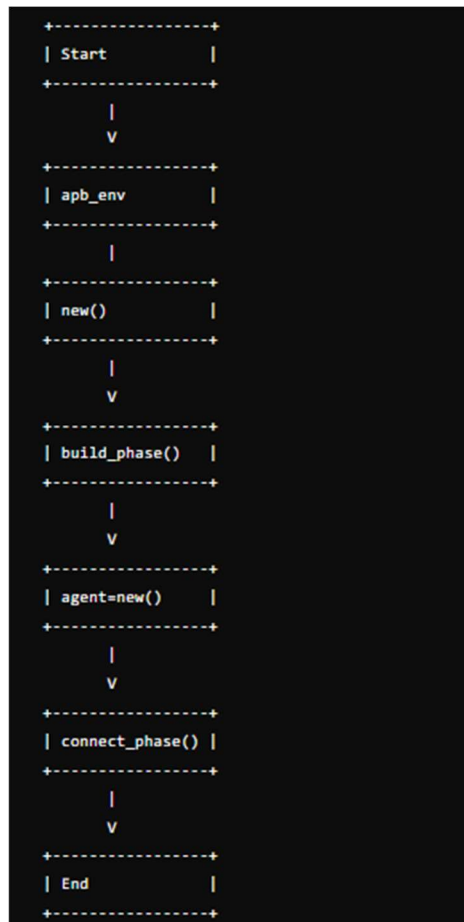 +-----------------+
| Start           |
+-----------------+
        |
        V
+-----------------+
| apb_env         |
+-----------------+
        |
+-----------------+
| new()           |
+-----------------+
        |
        V
+-----------------+
| build_phase()   |
+-----------------+
        |
        V
+-----------------+
| agent=new()     |
+-----------------+
        |
        V
+-----------------+
| connect_phase() |
+-----------------+
        |
        V
+-----------------+
| End             |
+-----------------+